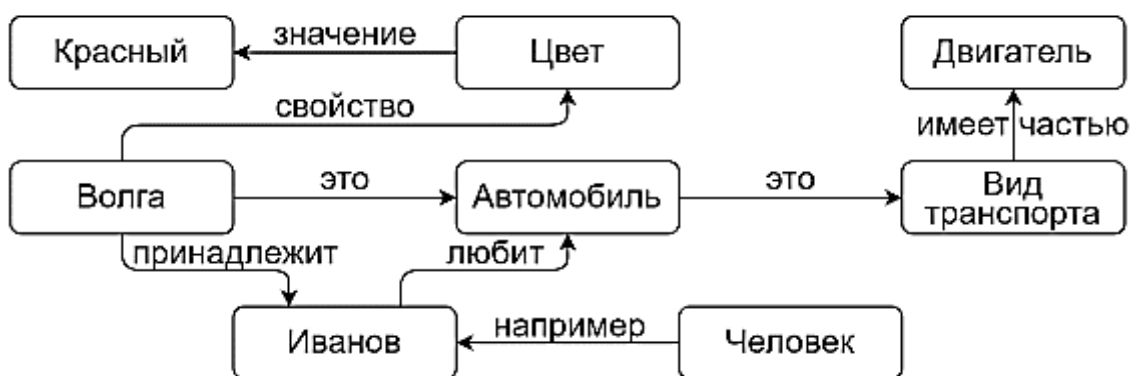 Красный
значение
Цвет
Двигатель
свойство
имеет частью
Волга
это
Автомобиль
это
Вид
транспорта
принадлежит
любит
Иванов
например
Человек